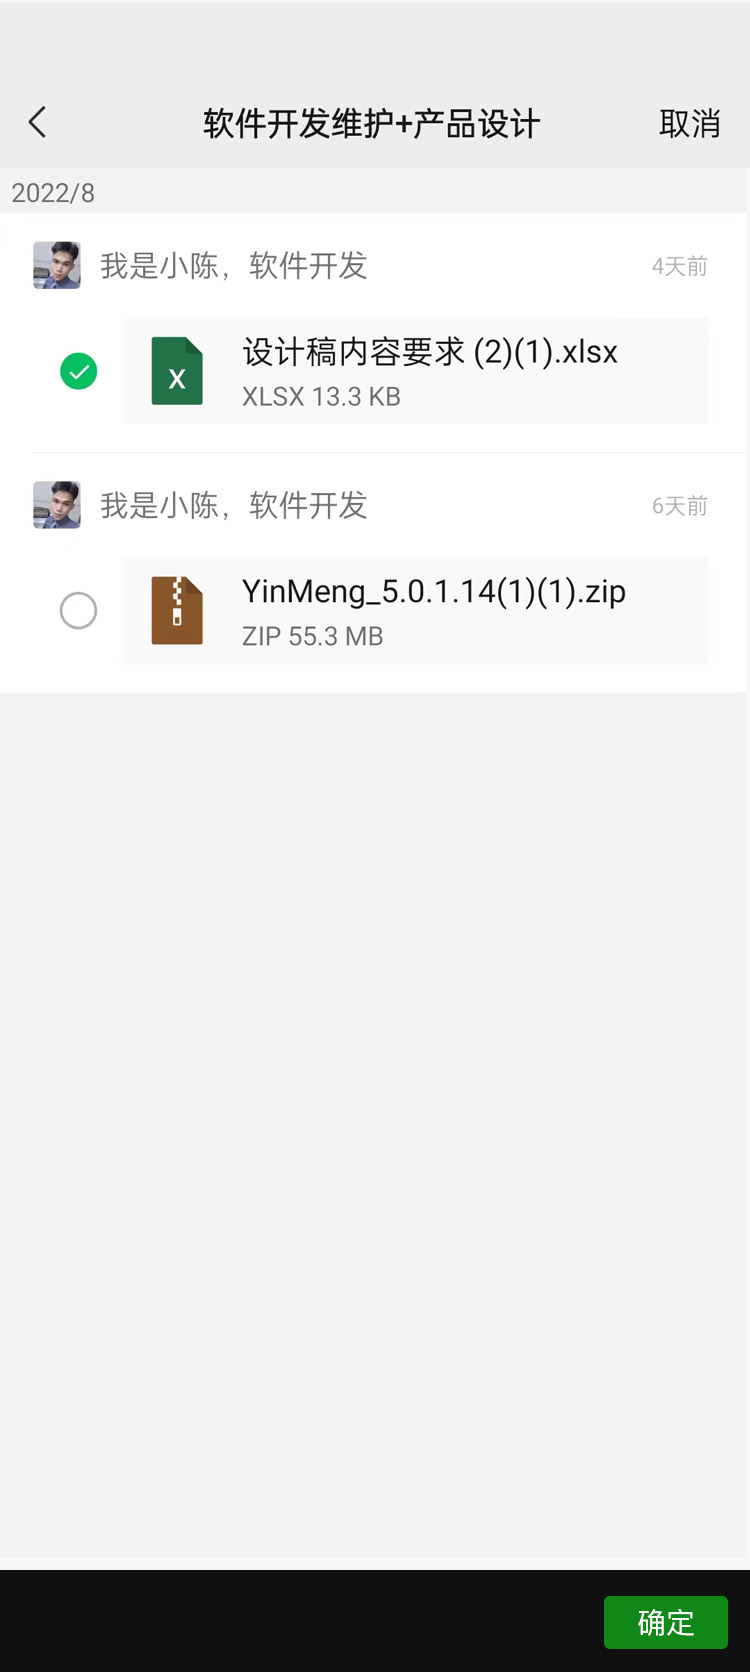 软件开发维护+产品设计
取消
2022/8
我是小陈，软件开发
4天前
设计稿内容要求 (2)(1).xlsx
X
XLSX 13.3 KB
我是小陈，软件开发
6天前
YinMeng_5.0.1.14(1)(1).zip
ZIP 55.3 MB
确定